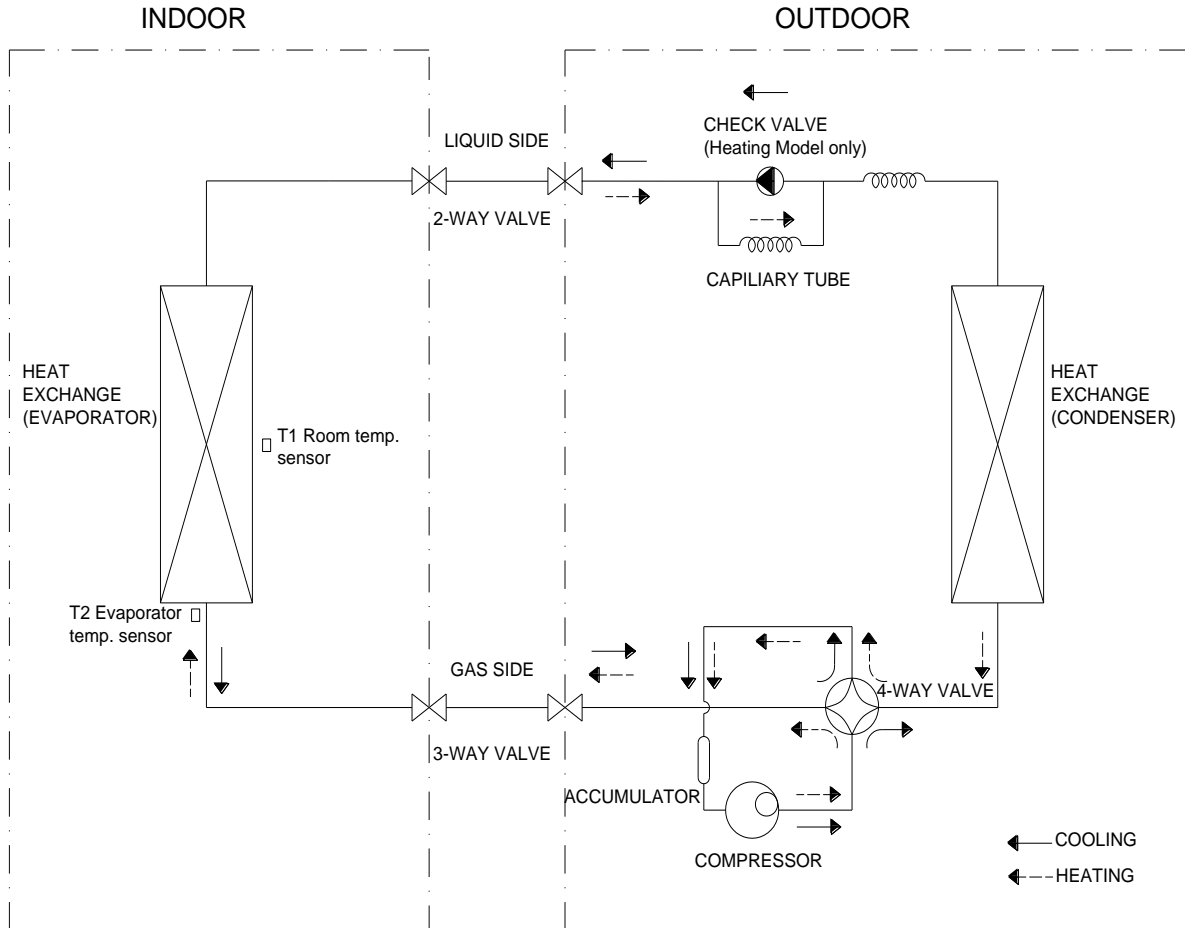 INDOOR
OUTDOOR
CHECK VALVE
(Heating Model only)
LIQUID SIDE
2-WAY VALVE
CAPILIARY TUBE
HEAT
EXCHANGE
(EVAPORATOR)
T1 Room temp.
sensor
HEAT
EXCHANGE
(CONDENSER)
T2 Evaporator
temp. sensor
GAS SIDE
4-WAY VALVE
3-WAY VALVE
ACCUMULATOR
COMPRESSOR
COOLING
HEATING